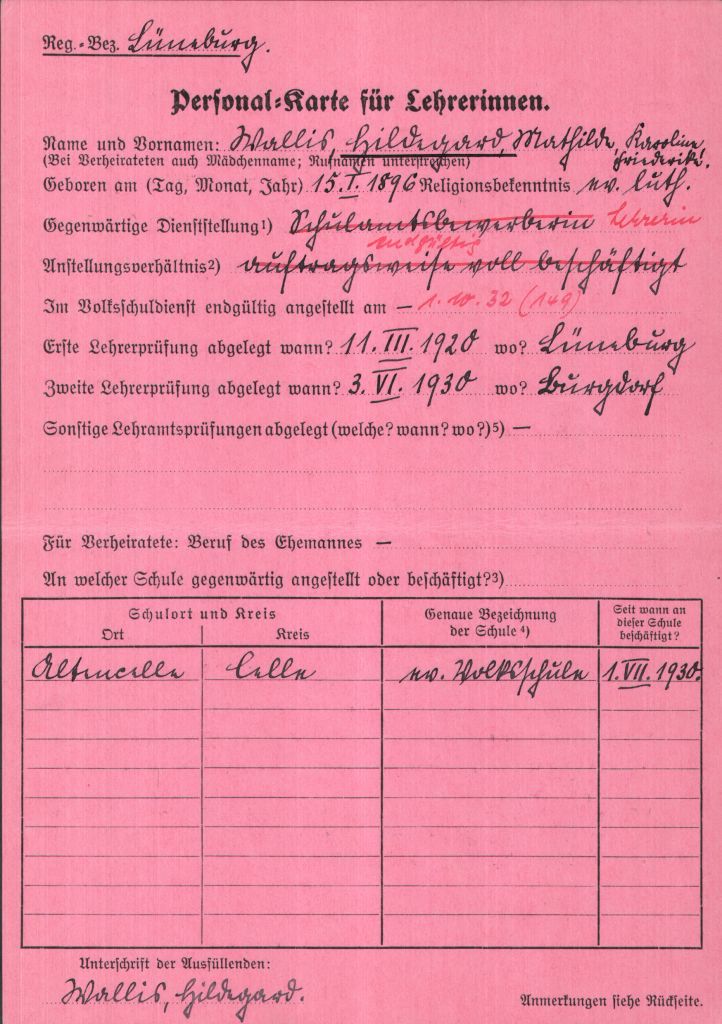 Reg.-Bez. Lüneburg.
Personal-Karte für Lehrerinnen.
Name und Vornamen: Wallis, Hildegard, Mathilde, Karoline,
Friederike.
(Bei Verheirateten auch Mädchenname; Rufnamen unterstreichen)
Geboren am (Tag, Monat, Jahr) 15. I. 1896 Religionsbekenntnis ev. luth.
Gegenwärtige Dienststellung¹) Schulamtsbewerberin Lehrerin
endgültig
Anstellungsverhältnis²) auftragsweise voll beschäftigt
Im Volksschuldienst endgültig angestellt am — 1.10.32 (149)
Erste Lehrerprüfung abgelegt wann? 11. III. 1920 wo? Lüneburg
Zweite Lehrerprüfung abgelegt wann? 3. VI. 1930 wo? Burgdorf
Sonstige Lehramtsprüfungen abgelegt (welche? wann? wo?)⁵) —
Für Verheiratete: Beruf des Ehemannes —
An welcher Schule gegenwärtig angestellt oder beschäftigt?³)
Schulort und Kreis
Ort Kreis
Genaue Bezeichnung
der Schule ⁴)
Seit wann an
dieser Schule
beschäftigt?
Altencelle Celle ev. Volksschule 1. VII. 1930.
Unterschrift der Ausfüllenden:
Wallis, Hildegard.
Anmerkungen siehe Rückseite.